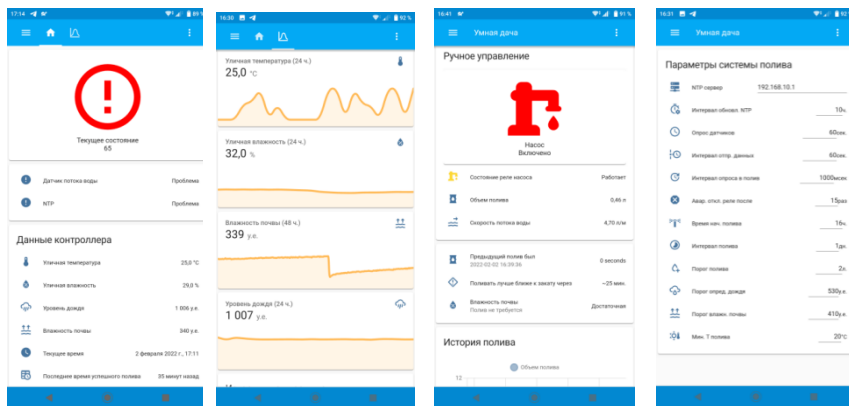 17:14
81%
Текущее состояние
65
Датчик потока воды Проблема
NTP Проблема
Данные контроллера
Уличная температура 25,0 °C
Уличная влажность 29,0 %
Уровень дождя 1 006 у.е.
Влажность почвы 340 у.е.
Текущее время 2 февраля 2022 г., 17:11
Последнее время успешного полива 35 минут назад
16:30
92 %
Уличная температура (24 ч.)
25,0 °C
Уличная влажность (24 ч.)
32,0 %
Влажность почвы (48 ч.)
339 у.е.
Уровень дождя (24 ч.)
1 007 у.е.
16:41
91 %
Умная дача
Ручное управление
Насос
Включено
Состояние реле насоса Работает
Объем полива 0,46 л
Скорость потока воды 4,70 л/м
Предыдущий полив был 0 seconds
2022-02-02 16:39:36
Поливать лучше ближе к закату через ~25 мин.
Влажность почвы Достаточная
Полив не требуется
История полива
Объем полива
12
16:31
Умная дача
Параметры системы полива
NTP сервер 192.168.10.1
Интервал обновл. NTP 10ч.
Опрос датчиков 60сек.
Интервал отпр. данных 60сек.
Интервал опроса в поливе 1000мсек
Авар. откл. реле после 15раз
Время нач. полива 16ч.
Интервал полива 1дн.
Порог полива 2л.
Порог опред. дождя 530у.е.
Порог влажн. почвы 410у.е.
Мин. Т полива 20°C